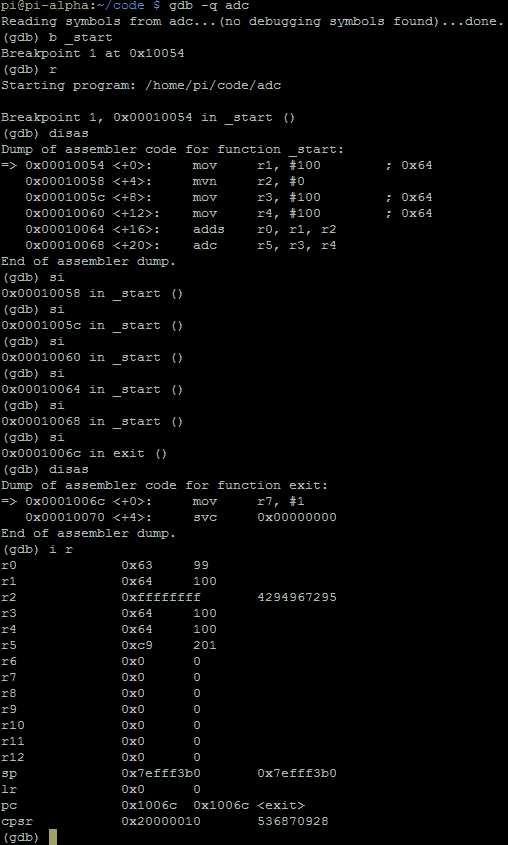 pi@pi-alpha:~/code $ gdb -q adc
Reading symbols from adc...(no debugging symbols found)...done.
(gdb) b _start
Breakpoint 1 at 0x10054
(gdb) r
Starting program: /home/pi/code/adc

Breakpoint 1, 0x00010054 in _start ()
(gdb) disas
Dump of assembler code for function _start:
=> 0x00010054 <+0>:     mov     r1, #100        ; 0x64
   0x00010058 <+4>:     mvn     r2, #0
   0x0001005c <+8>:     mov     r3, #100        ; 0x64
   0x00010060 <+12>:    mov     r4, #100        ; 0x64
   0x00010064 <+16>:    adds    r0, r1, r2
   0x00010068 <+20>:    adc     r5, r3, r4
End of assembler dump.
(gdb) si
0x00010058 in _start ()
(gdb) si
0x0001005c in _start ()
(gdb) si
0x00010060 in _start ()
(gdb) si
0x00010064 in _start ()
(gdb) si
0x00010068 in _start ()
(gdb) si
0x0001006c in exit ()
(gdb) disas
Dump of assembler code for function exit:
=> 0x0001006c <+0>:     mov     r7, #1
   0x00010070 <+4>:     svc     0x00000000
End of assembler dump.
(gdb) i r
r0             0x63     99
r1             0x64     100
r2             0xffffffff       4294967295
r3             0x64     100
r4             0x64     100
r5             0xc9     201
r6             0x0      0
r7             0x0      0
r8             0x0      0
r9             0x0      0
r10            0x0      0
r11            0x0      0
r12            0x0      0
sp             0x7efff3b0       0x7efff3b0
lr             0x0      0
pc             0x1006c  0x1006c <exit>
cpsr           0x20000010       536870928
(gdb)